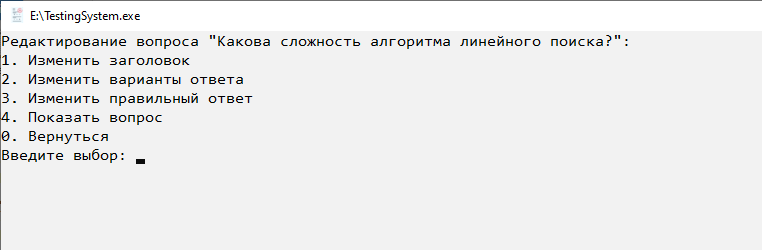 E:\TestingSystem.exe
Редактирование вопроса "Какова сложность алгоритма линейного поиска?":
1. Изменить заголовок
2. Изменить варианты ответа
3. Изменить правильный ответ
4. Показать вопрос
0. Вернуться
Введите выбор: